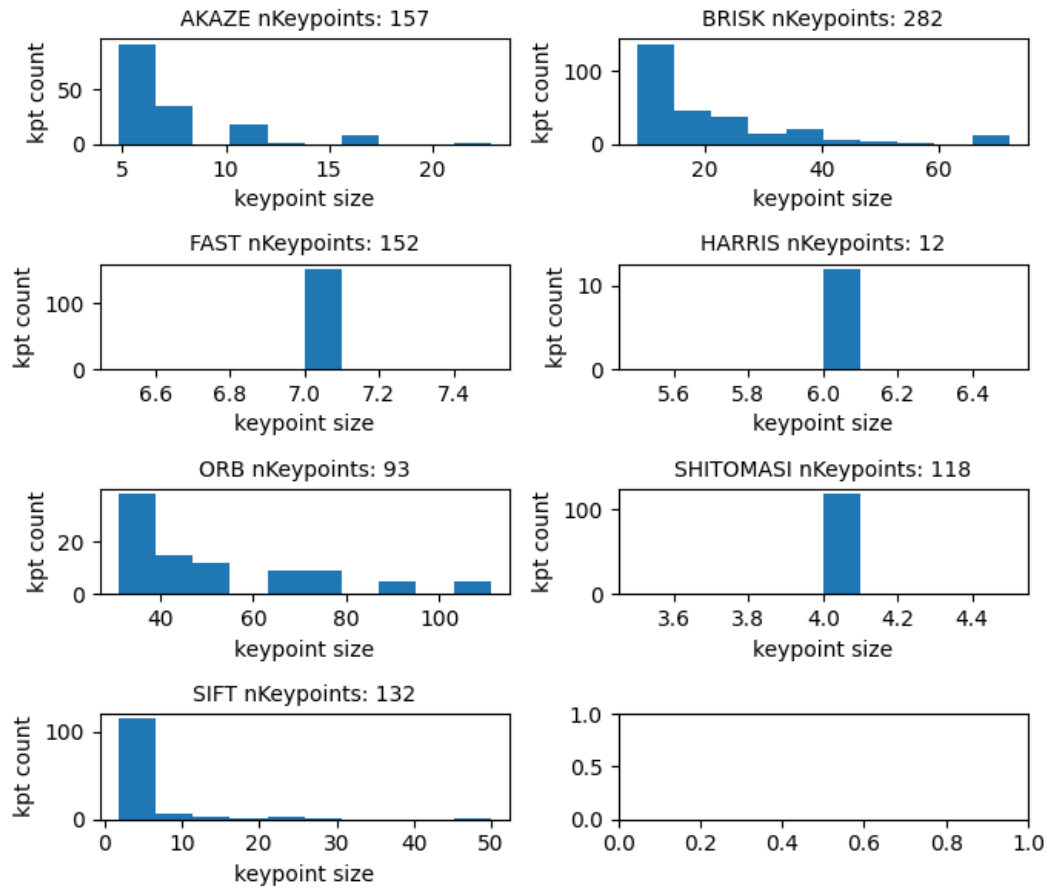 AKAZE nKeypoints: 157
kpt count
50
0
5 10 15 20
keypoint size
BRISK nKeypoints: 282
kpt count
100
0
20 40 60
keypoint size
FAST nKeypoints: 152
kpt count
100
0
6.6 6.8 7.0 7.2 7.4
keypoint size
HARRIS nKeypoints: 12
kpt count
10
0
5.6 5.8 6.0 6.2 6.4
keypoint size
ORB nKeypoints: 93
kpt count
20
0
40 60 80 100
keypoint size
SHITOMASI nKeypoints: 118
kpt count
100
0
3.6 3.8 4.0 4.2 4.4
keypoint size
SIFT nKeypoints: 132
kpt count
100
0
0 10 20 30 40 50
keypoint size
1.0
0.5
0.0
0.0 0.2 0.4 0.6 0.8 1.0